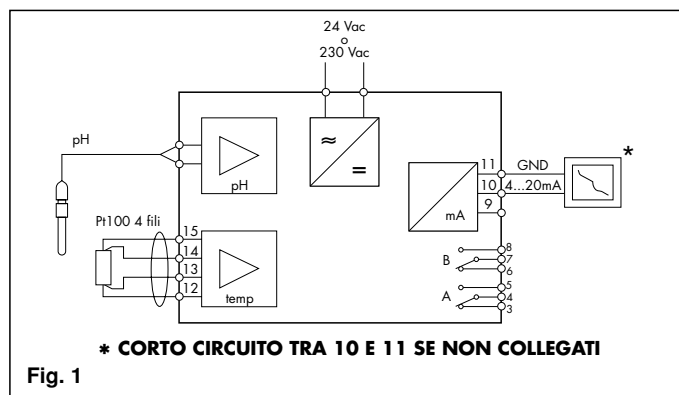 24 Vac
o
230 Vac
pH
pH
≈
=
11
GND
*
10
4...20mA
9
mA
Pt100 4 fili
15
14
13
12
temp
8
B
7
6
5
A
4
3
* CORTO CIRCUITO TRA 10 E 11 SE NON COLLEGATI
Fig. 1